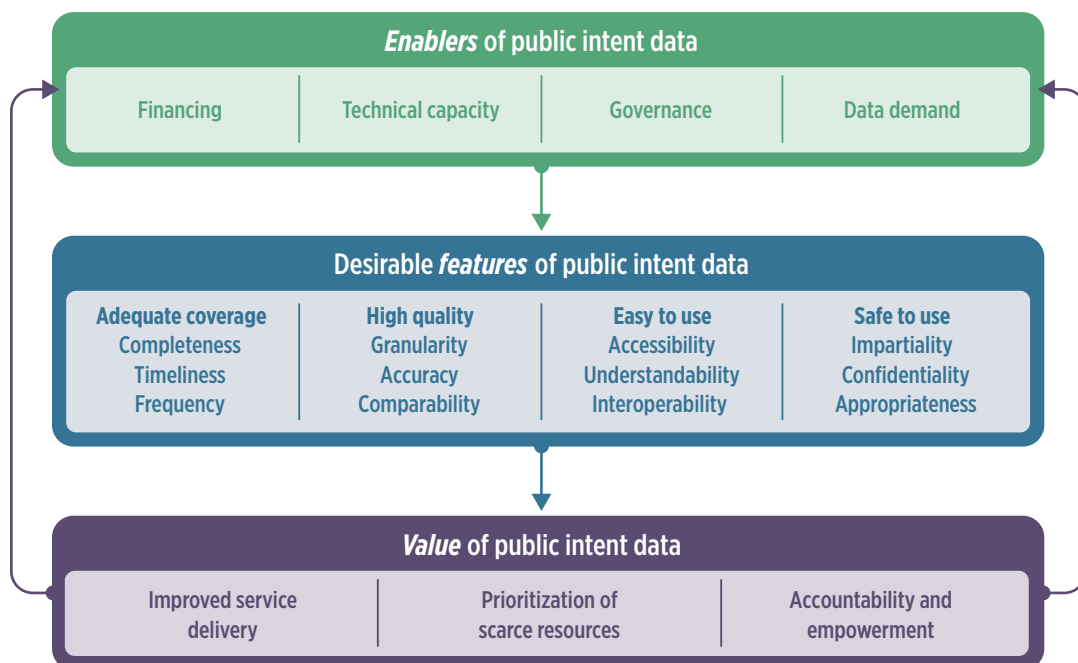 Enablers of public intent data
Financing
Technical capacity
Governance
Data demand
Desirable features of public intent data
Adequate coverage
Completeness
Timeliness
Frequency
High quality
Granularity
Accuracy
Comparability
Easy to use
Accessibility
Understandability
Interoperability
Safe to use
Impartiality
Confidentiality
Appropriateness
Value of public intent data
Improved service
delivery
Prioritization of
scarce resources
Accountability and
empowerment